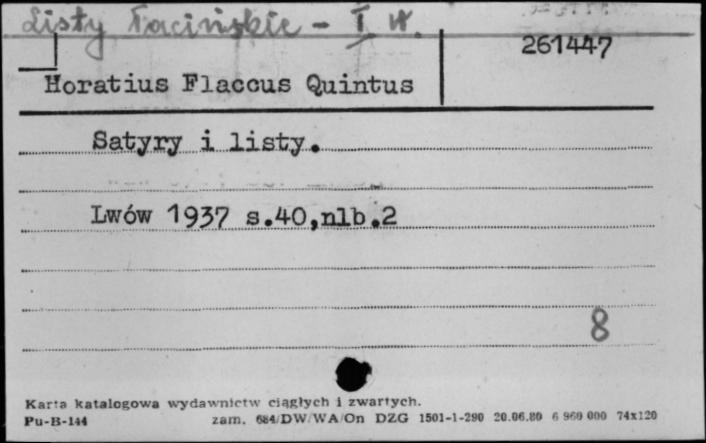 Listy łacińskie - I w.
261447
Horatius Flaccus Quintus
Satyry i listy.
Lwów 1937 s.40,nlb.2
8
Karta katalogowa wydawnictw ciągłych i zwartych.
Pu-B-144 zam. 684/DW/WA/On DZG 1501-1-290 20.06.80 6 960 000 74x120